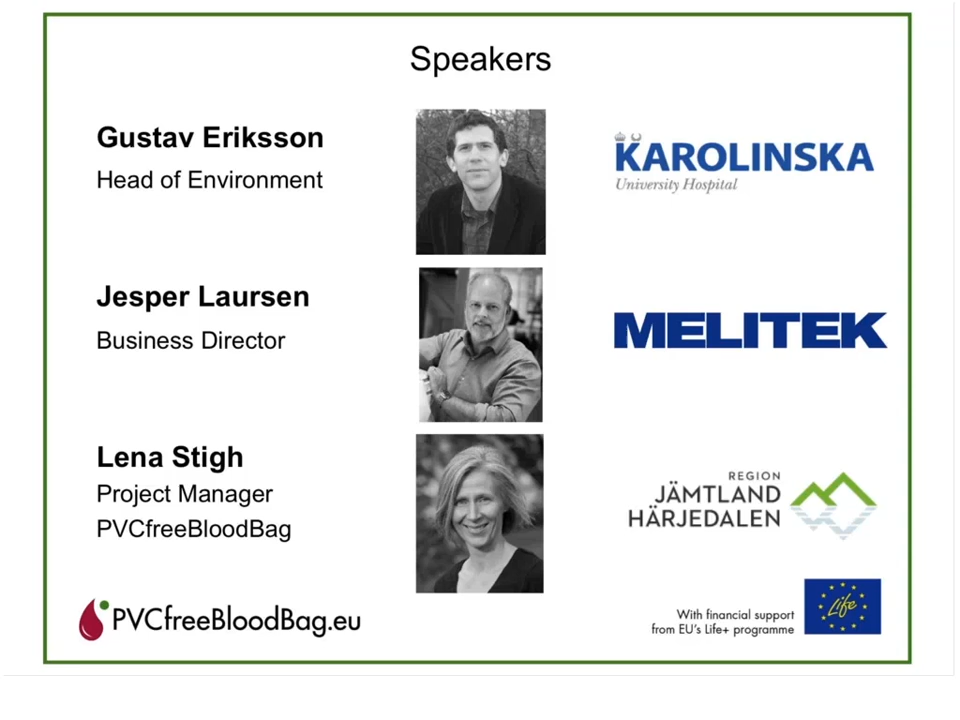 Speakers
Gustav Eriksson
Head of Environment
KAROLINSKA
University Hospital
Jesper Laursen
Business Director
MELITEK
Lena Stigh
Project Manager
PVCfreeBloodBag
REGION
JÄMTLAND
HÄRJEDALEN
PVCfreeBloodBag.eu
With financial support
from EU's Life+ programme
Life